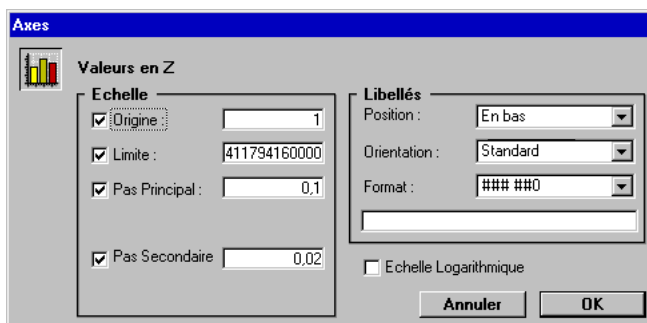 Axes
Valeurs en Z
Echelle
Origine : 1
Limite : 411794160000
Pas Principal : 0,1
Pas Secondaire 0,02
Libellés
Position : En bas
Orientation : Standard
Format : ### ##0
Echelle Logarithmique
Annuler OK